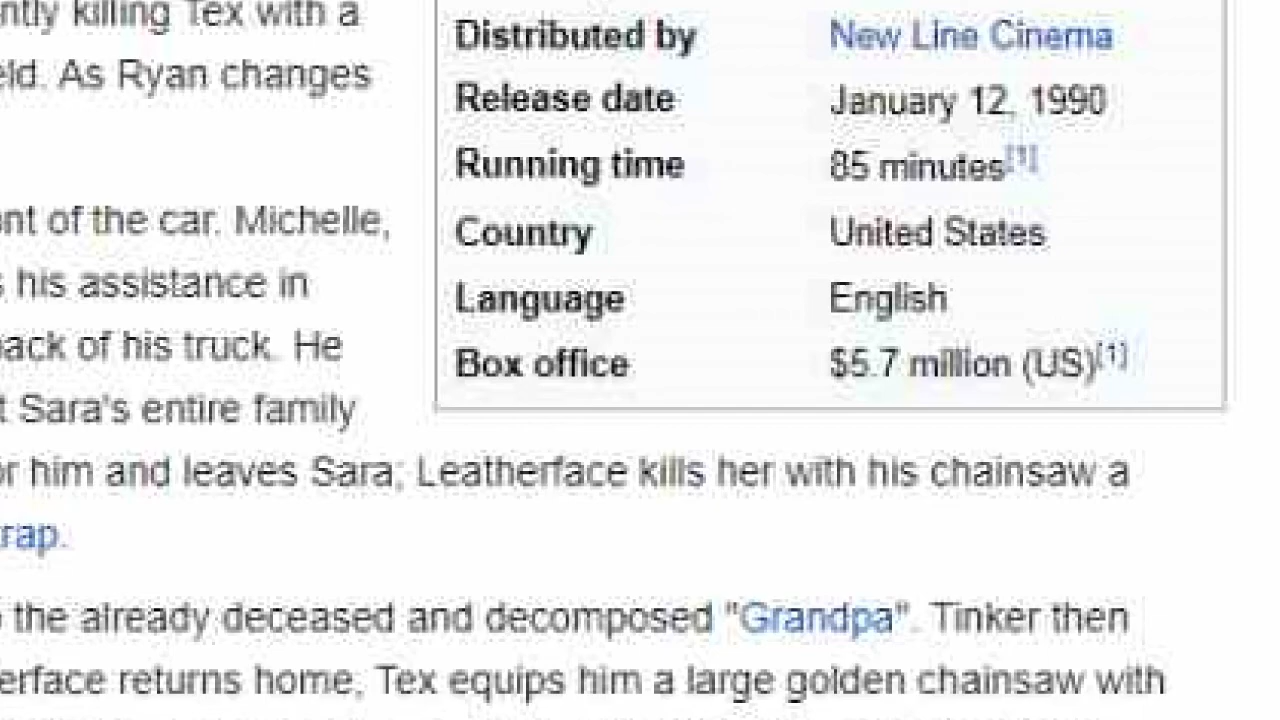 ntly killing Tex with a
eld. As Ryan changes
ont of the car. Michelle,
s his assistance in
back of his truck. He
t Sara's entire family
or him and leaves Sara; Leatherface kills her with his chainsaw a
rap.
the already deceased and decomposed "Grandpa". Tinker then
erface returns home, Tex equips him a large golden chainsaw with
Distributed by New Line Cinema
Release date January 12, 1990
Running time 85 minutes[1]
Country United States
Language English
Box office $5.7 million (US)[1]